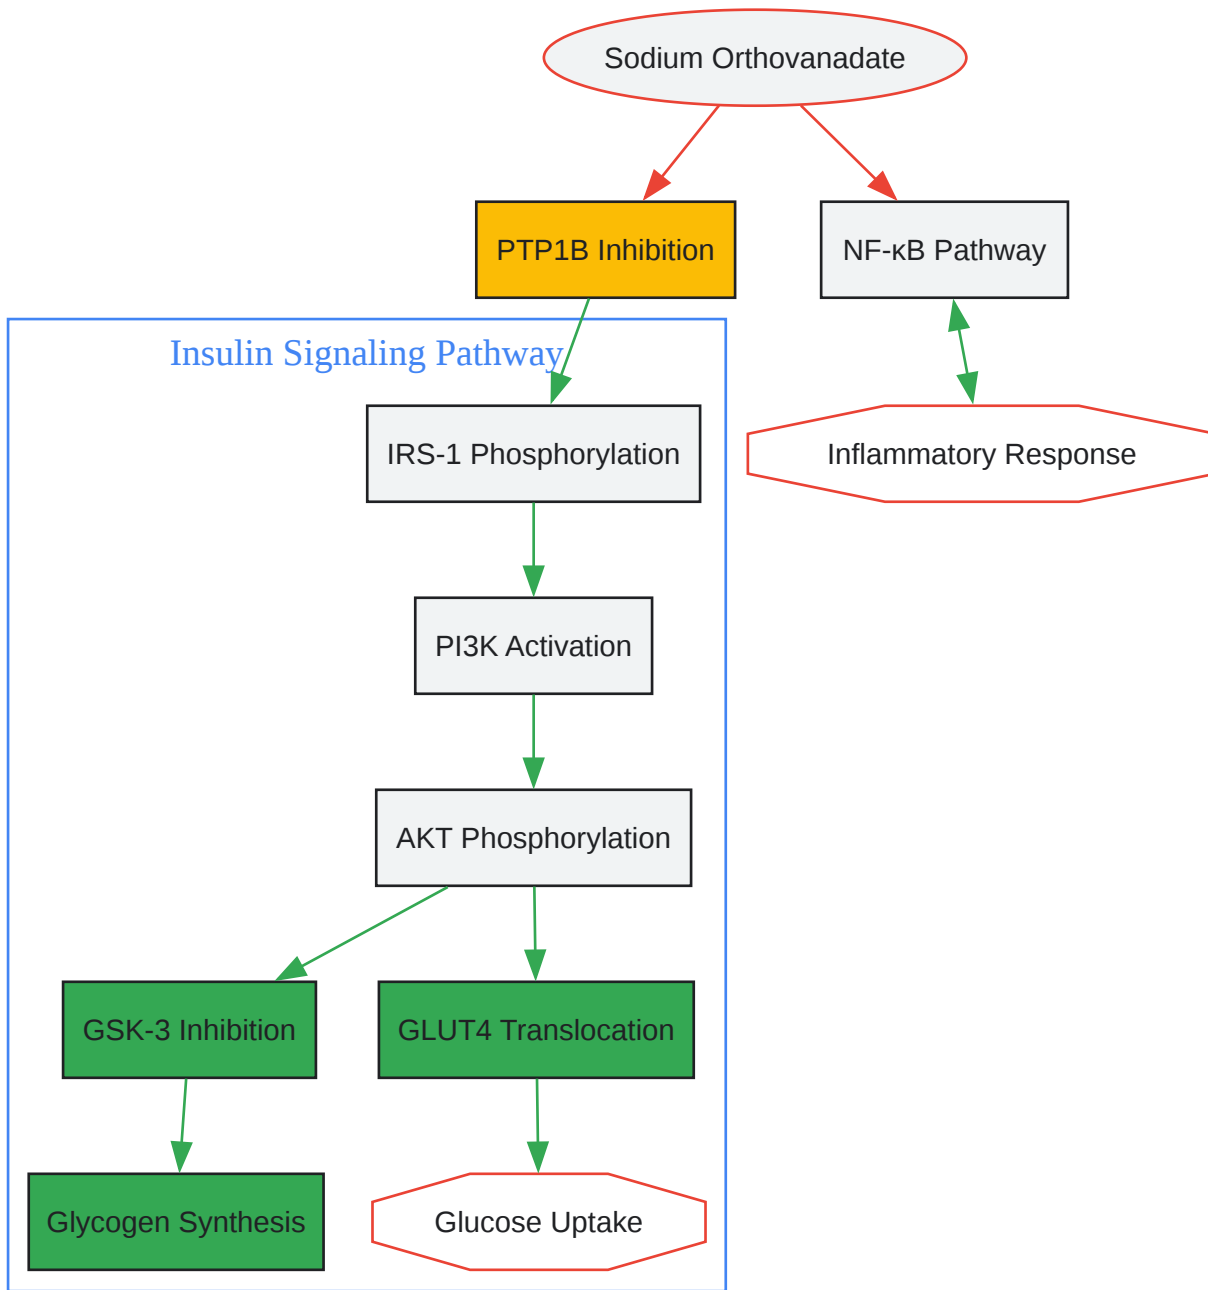 Sodium Orthovanadate
PTP1B Inhibition
NF-κB Pathway
Insulin Signaling Pathway
IRS-1 Phosphorylation
Inflammatory Response
PI3K Activation
AKT Phosphorylation
GSK-3 Inhibition
GLUT4 Translocation
Glycogen Synthesis
Glucose Uptake